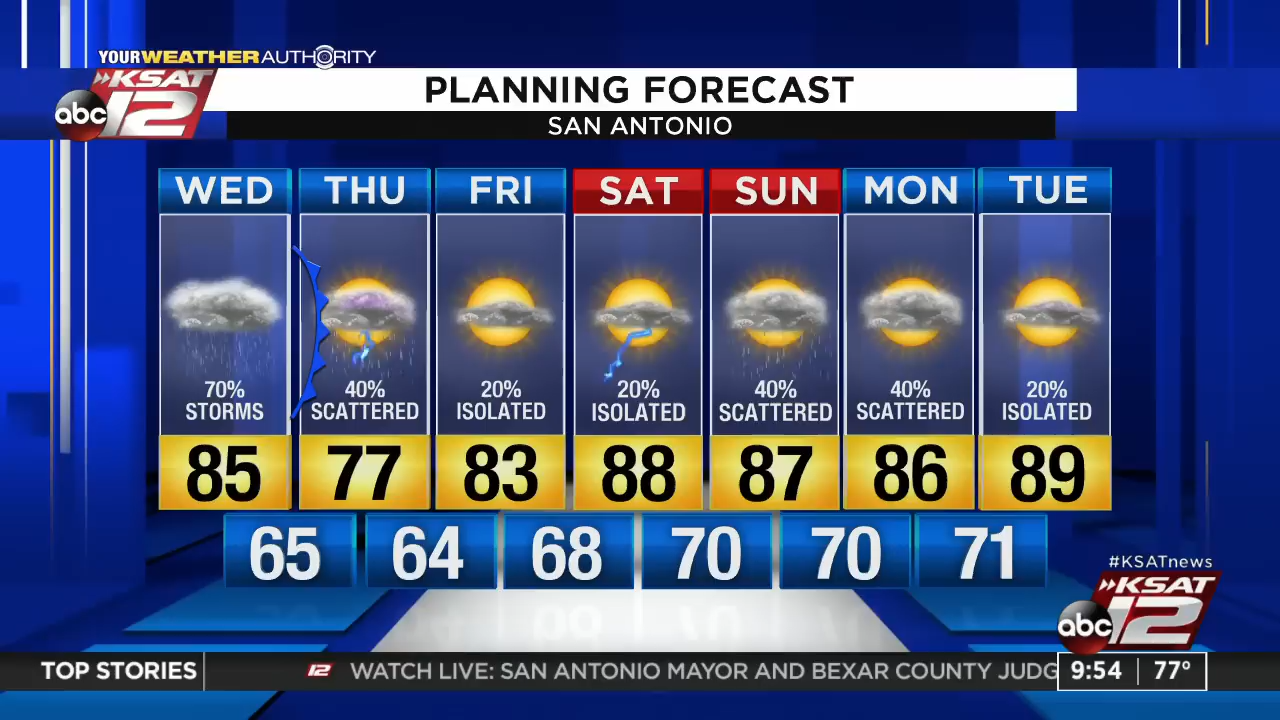 YOURWEATHERAUTHORITY
KSAT
abc 12
PLANNING FORECAST
SAN ANTONIO
WED THU FRI SAT SUN MON TUE
70% 40% 20% 20% 40% 40% 20%
STORMS SCATTERED ISOLATED ISOLATED SCATTERED SCATTERED ISOLATED
85 77 83 88 87 86 89
65 64 68 70 70 71
#KSATnews
KSAT
abc 12
TOP STORIES 12 WATCH LIVE: SAN ANTONIO MAYOR AND BEXAR COUNTY JUDG 9:54 77°